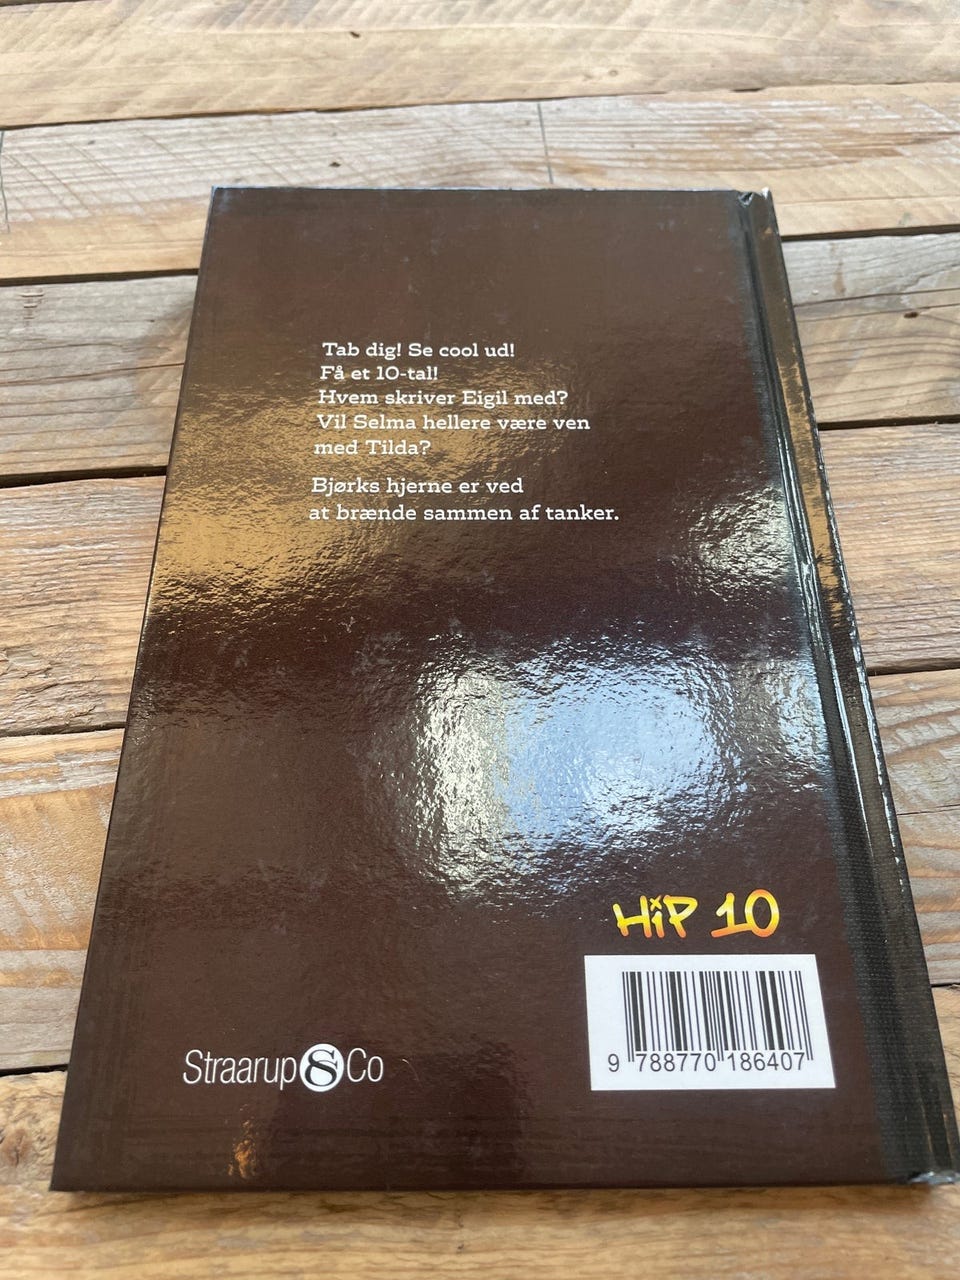 Tab dig! Se cool ud!
Få et 10-tal!
Hvem skriver Eigil med?
Vil Selma hellere være ven
med Tilda?
Bjørks hjerne er ved
at brænde sammen af tanker.
HiP 10
9 788770 186407
Straarup & Co